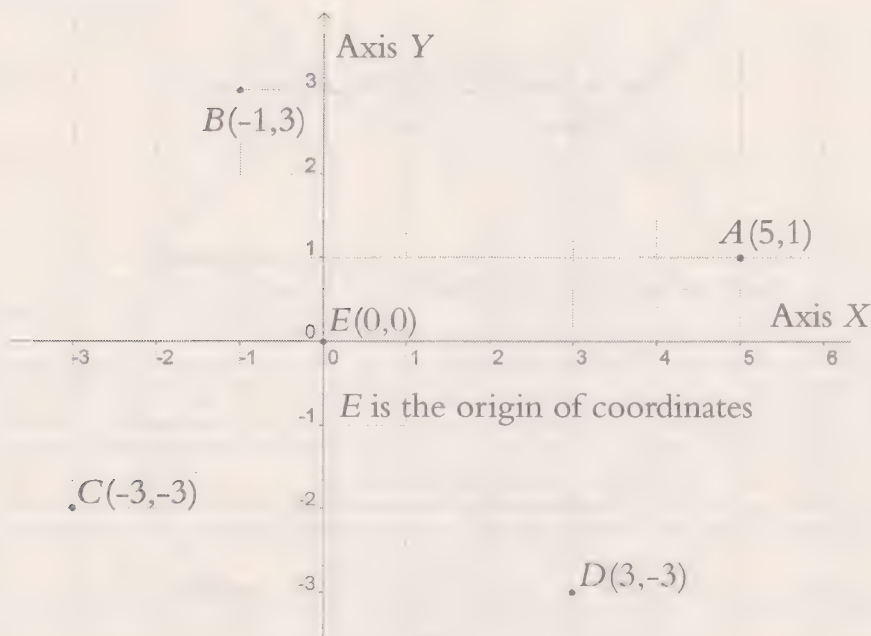 Axis Y
3
B(-1,3)
2
A(5,1)
1
E(0,0)
Axis X
0
-3 -2 -1 0 1 2 3 4 5 6
-1 E is the origin of coordinates
C(-3,-3)
-2
D(3,-3)
-3